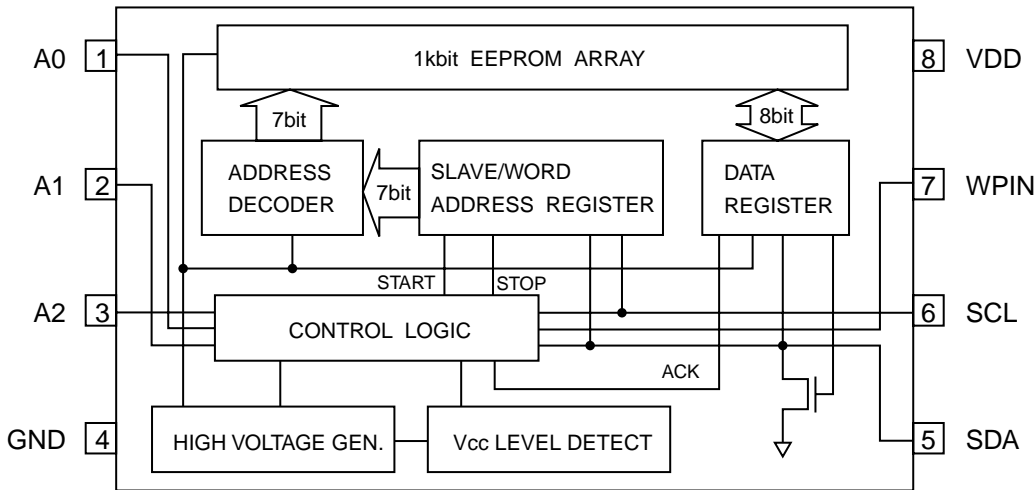 A0 1
1kbit EEPROM ARRAY
8 VDD
7bit
8bit
A1 2
ADDRESS
DECODER
7bit
SLAVE/WORD
ADDRESS REGISTER
DATA
REGISTER
7 WPIN
START
STOP
A2 3
CONTROL LOGIC
6 SCL
ACK
GND 4
HIGH VOLTAGE GEN.
Vcc LEVEL DETECT
5 SDA